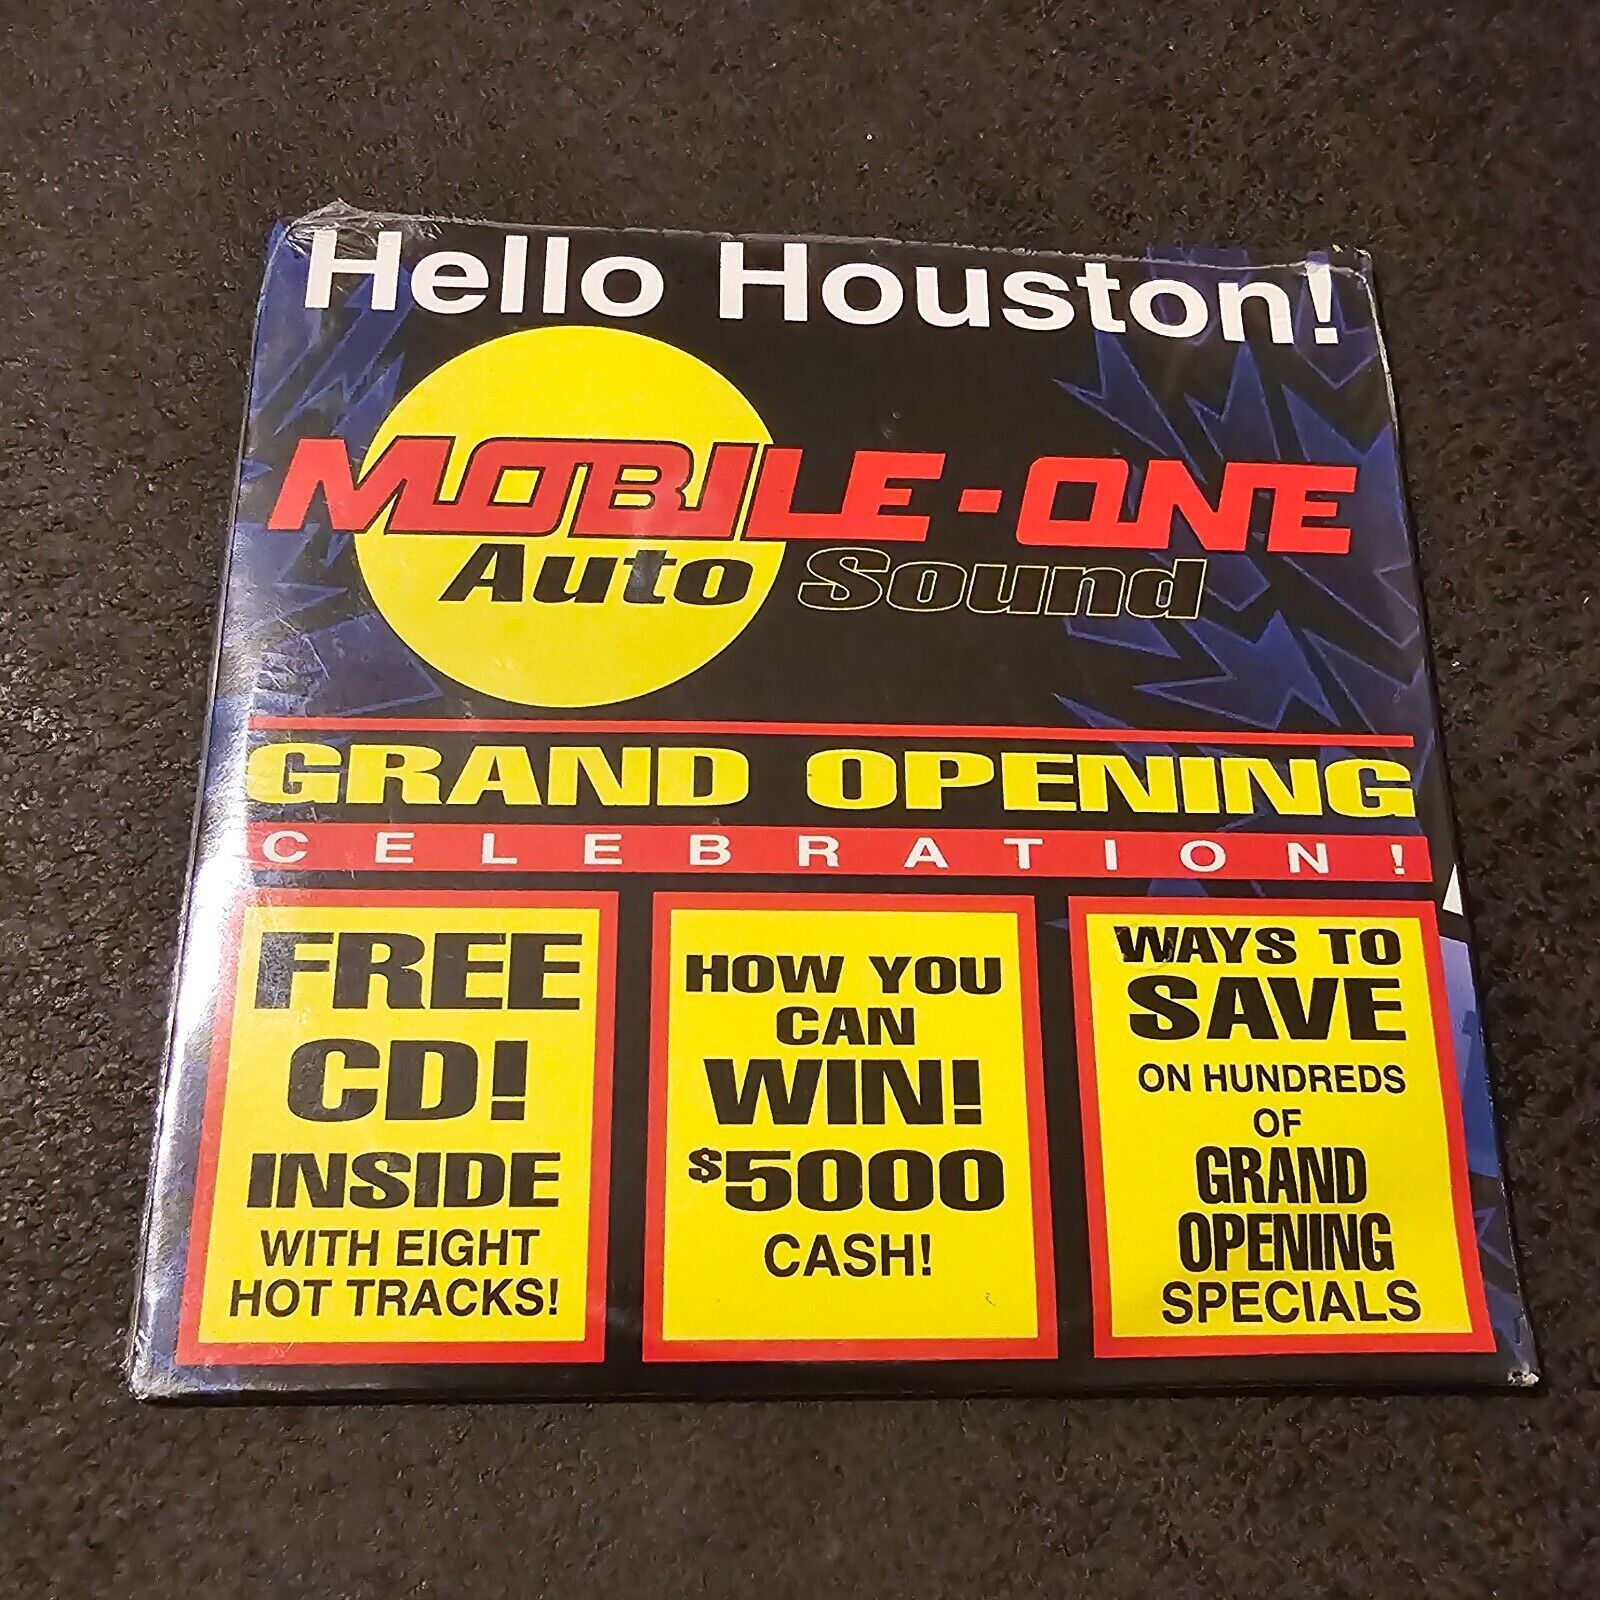 Hello Houston!
MOBILE-ONE
Auto Sound
GRAND OPENING
CELEBRATION!
FREE
CD!
INSIDE
WITH EIGHT
HOT TRACKS!
HOW YOU
CAN
WIN!
$5000
CASH!
WAYS TO
SAVE
ON HUNDREDS
OF
GRAND
OPENING
SPECIALS